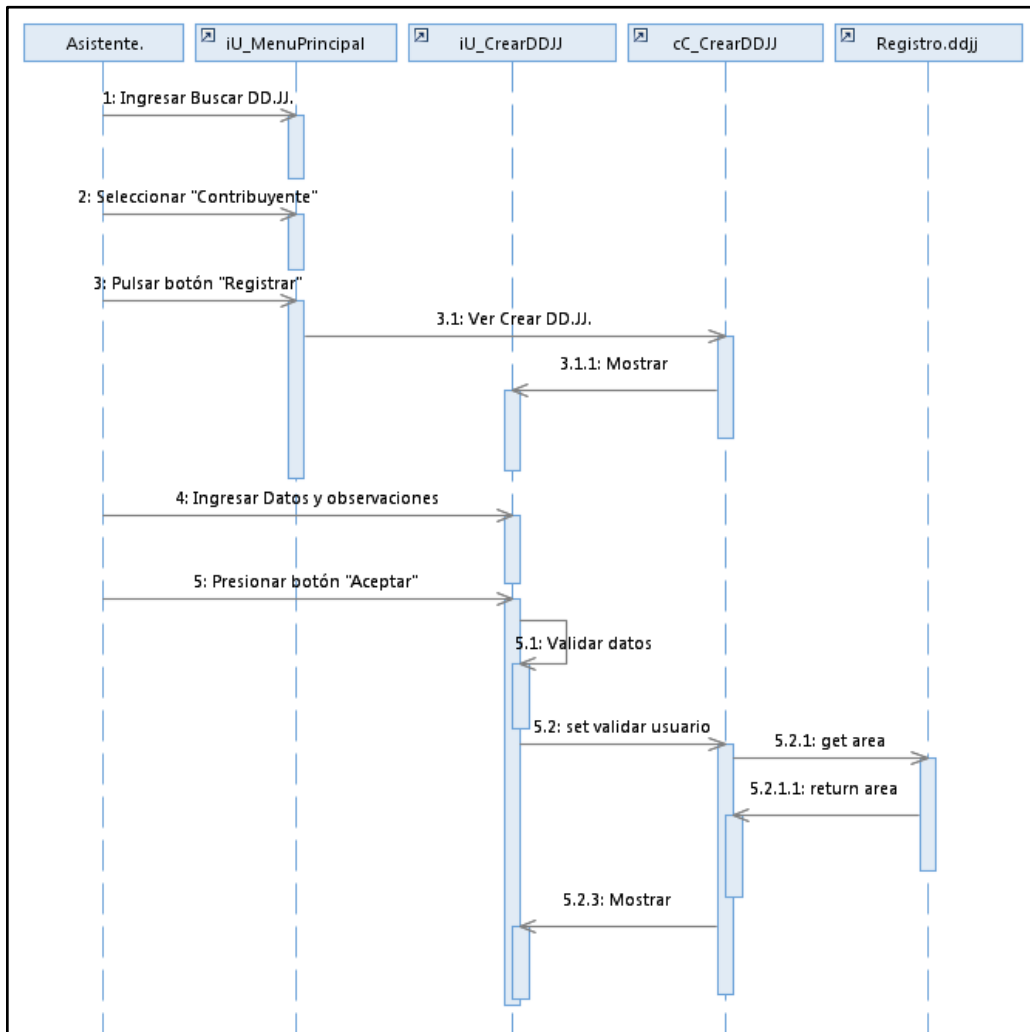 Asistente.
iU_MenuPrincipal
iU_CrearDDJJ
cC_CrearDDJJ
Registro.ddjj
1: Ingresar Buscar DD.JJ.
2: Seleccionar "Contribuyente"
3: Pulsar botón "Registrar"
3.1: Ver Crear DD.JJ.
3.1.1: Mostrar
4: Ingresar Datos y observaciones
5: Presionar botón "Aceptar"
5.1: Validar datos
5.2: set validar usuario
5.2.1: get area
5.2.1.1: return area
5.2.3: Mostrar